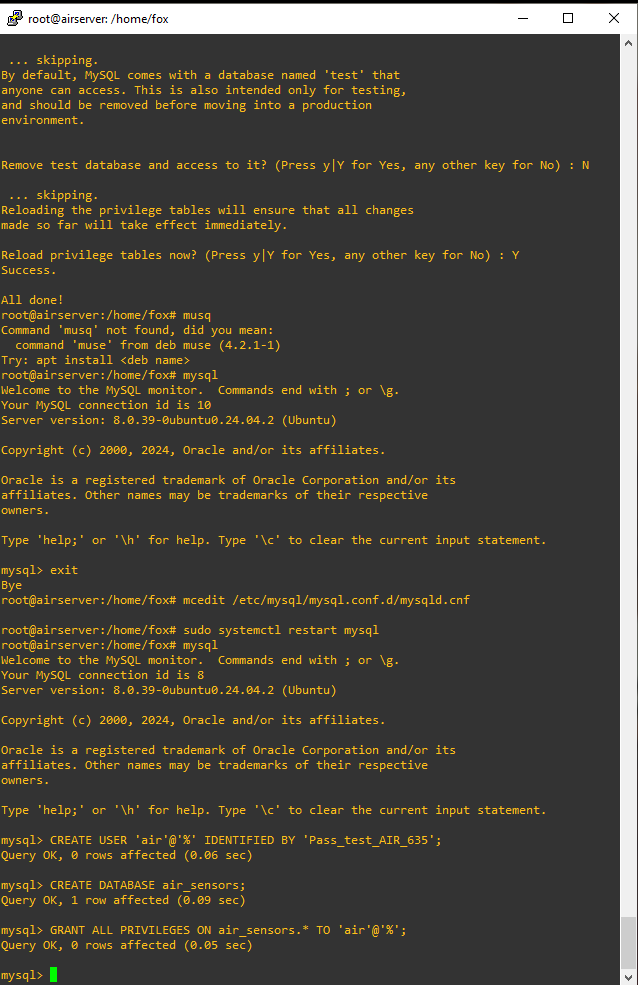 root@airserver: /home/fox
... skipping.
By default, MySQL comes with a database named 'test' that
anyone can access. This is also intended only for testing,
and should be removed before moving into a production
environment.
Remove test database and access to it? (Press y|Y for Yes, any other key for No) : N
... skipping.
Reloading the privilege tables will ensure that all changes
made so far will take effect immediately.
Reload privilege tables now? (Press y|Y for Yes, any other key for No) : Y
Success.
All done!
root@airserver:/home/fox# musq
Command 'musq' not found, did you mean:
command 'muse' from deb muse (4.2.1-1)
Try: apt install <deb name>
root@airserver:/home/fox# mysql
Welcome to the MySQL monitor.  Commands end with ; or \g.
Your MySQL connection id is 10
Server version: 8.0.39-0ubuntu0.24.04.2 (Ubuntu)
Copyright (c) 2000, 2024, Oracle and/or its affiliates.
Oracle is a registered trademark of Oracle Corporation and/or its
affiliates. Other names may be trademarks of their respective
owners.
Type 'help;' or '\h' for help. Type '\c' to clear the current input statement.
mysql> exit
Bye
root@airserver:/home/fox# mcedit /etc/mysql/mysql.conf.d/mysqld.cnf
root@airserver:/home/fox# sudo systemctl restart mysql
root@airserver:/home/fox# mysql
Welcome to the MySQL monitor.  Commands end with ; or \g.
Your MySQL connection id is 8
Server version: 8.0.39-0ubuntu0.24.04.2 (Ubuntu)
Copyright (c) 2000, 2024, Oracle and/or its affiliates.
Oracle is a registered trademark of Oracle Corporation and/or its
affiliates. Other names may be trademarks of their respective
owners.
Type 'help;' or '\h' for help. Type '\c' to clear the current input statement.
mysql> CREATE USER 'air'@'%' IDENTIFIED BY 'Pass_test_AIR_635';
Query OK, 0 rows affected (0.06 sec)
mysql> CREATE DATABASE air_sensors;
Query OK, 1 row affected (0.09 sec)
mysql> GRANT ALL PRIVILEGES ON air_sensors.* TO 'air'@'%';
Query OK, 0 rows affected (0.05 sec)
mysql>